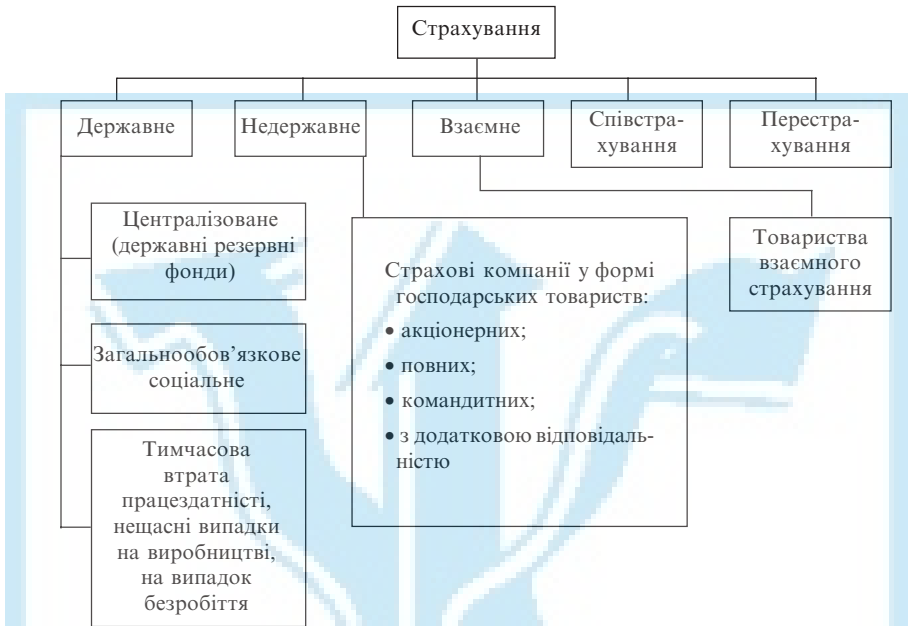 Страхування
Державне
Недержавне
Взаємне
Співстра-
хування
Перестра-
хування
Централізоване
(державні резервні
фонди)
Загальнообов’язкове
соціальне
Тимчасова
втрата
працездатністі,
нещасні випадки
на виробництві,
на випадок
безробіття
Страхові компанії у формі
господарських товариств:
• акціонерних;
• повних;
• командитних;
• з додатковою відповідаль-
ністю
Товариства
взаємного
страхування